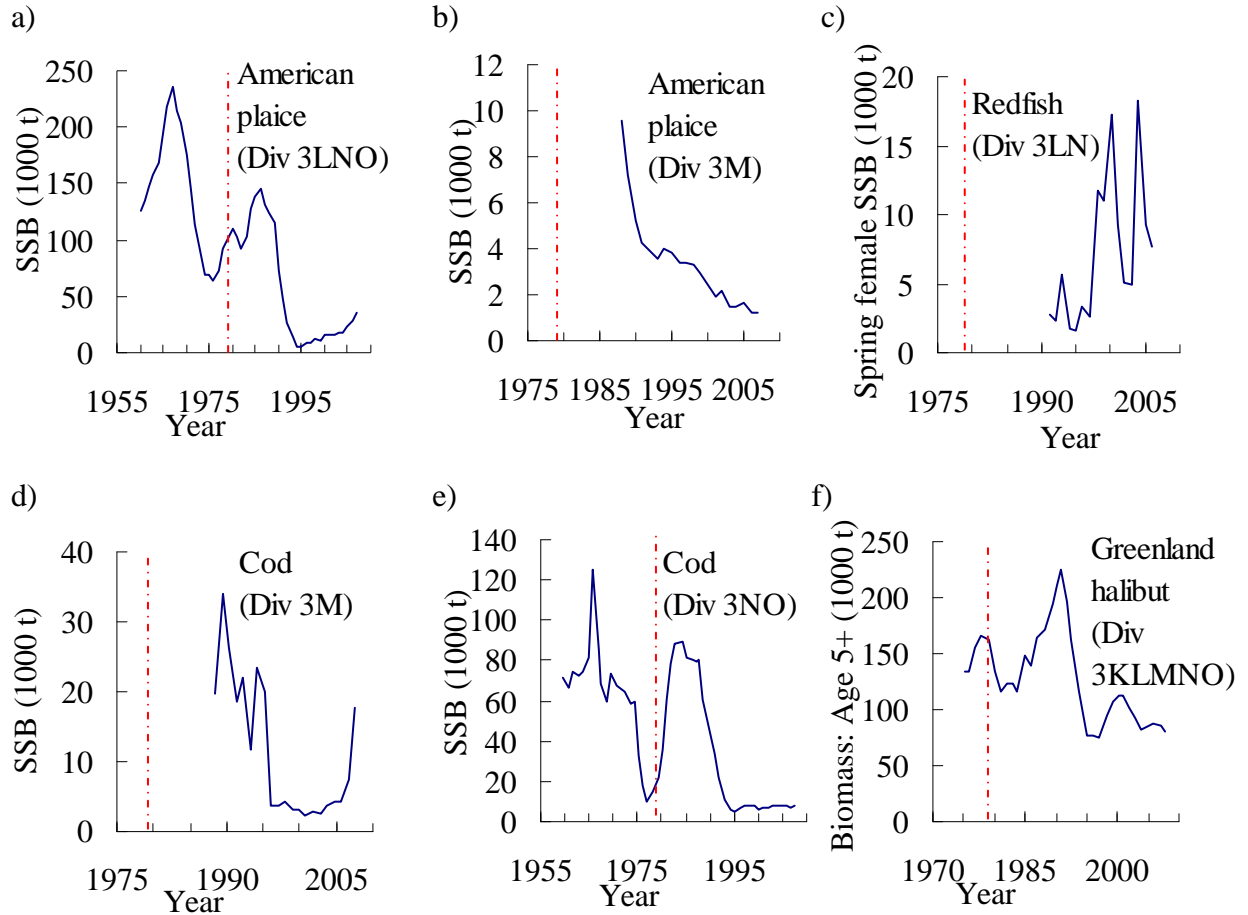 a)
American
plaice
(Div 3LNO)
SSB (1000 t)
250
200
150
100
50
0
1955 1975 1995
Year
b)
American
plaice
(Div 3M)
SSB (1000 t)
12
10
8
6
4
2
0
1975 1985 1995 2005
Year
c)
Redfish
(Div 3LN)
Spring female SSB (1000 t)
20
15
10
5
0
1975 1990 2005
Year
d)
Cod
(Div 3M)
SSB (1000 t)
40
30
20
10
0
1975 1990 2005
Year
e)
Cod
(Div 3NO)
SSB (1000 t)
140
120
100
80
60
40
20
0
1955 1975 1995
Year
f)
Greenland
halibut
(Div
3KLMNO)
Biomass: Age 5+ (1000 t)
250
200
150
100
50
0
1970 1985 2000
Year